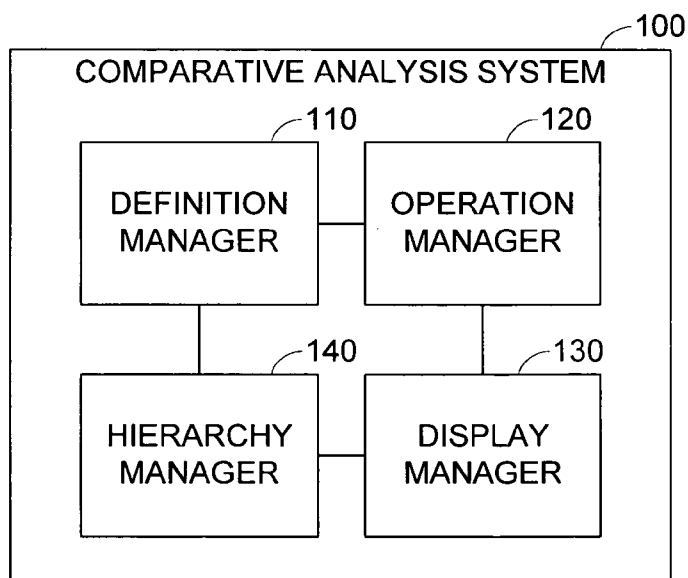 100
COMPARATIVE ANALYSIS SYSTEM
110
DEFINITION
MANAGER
120
OPERATION
MANAGER
140
HIERARCHY
MANAGER
130
DISPLAY
MANAGER